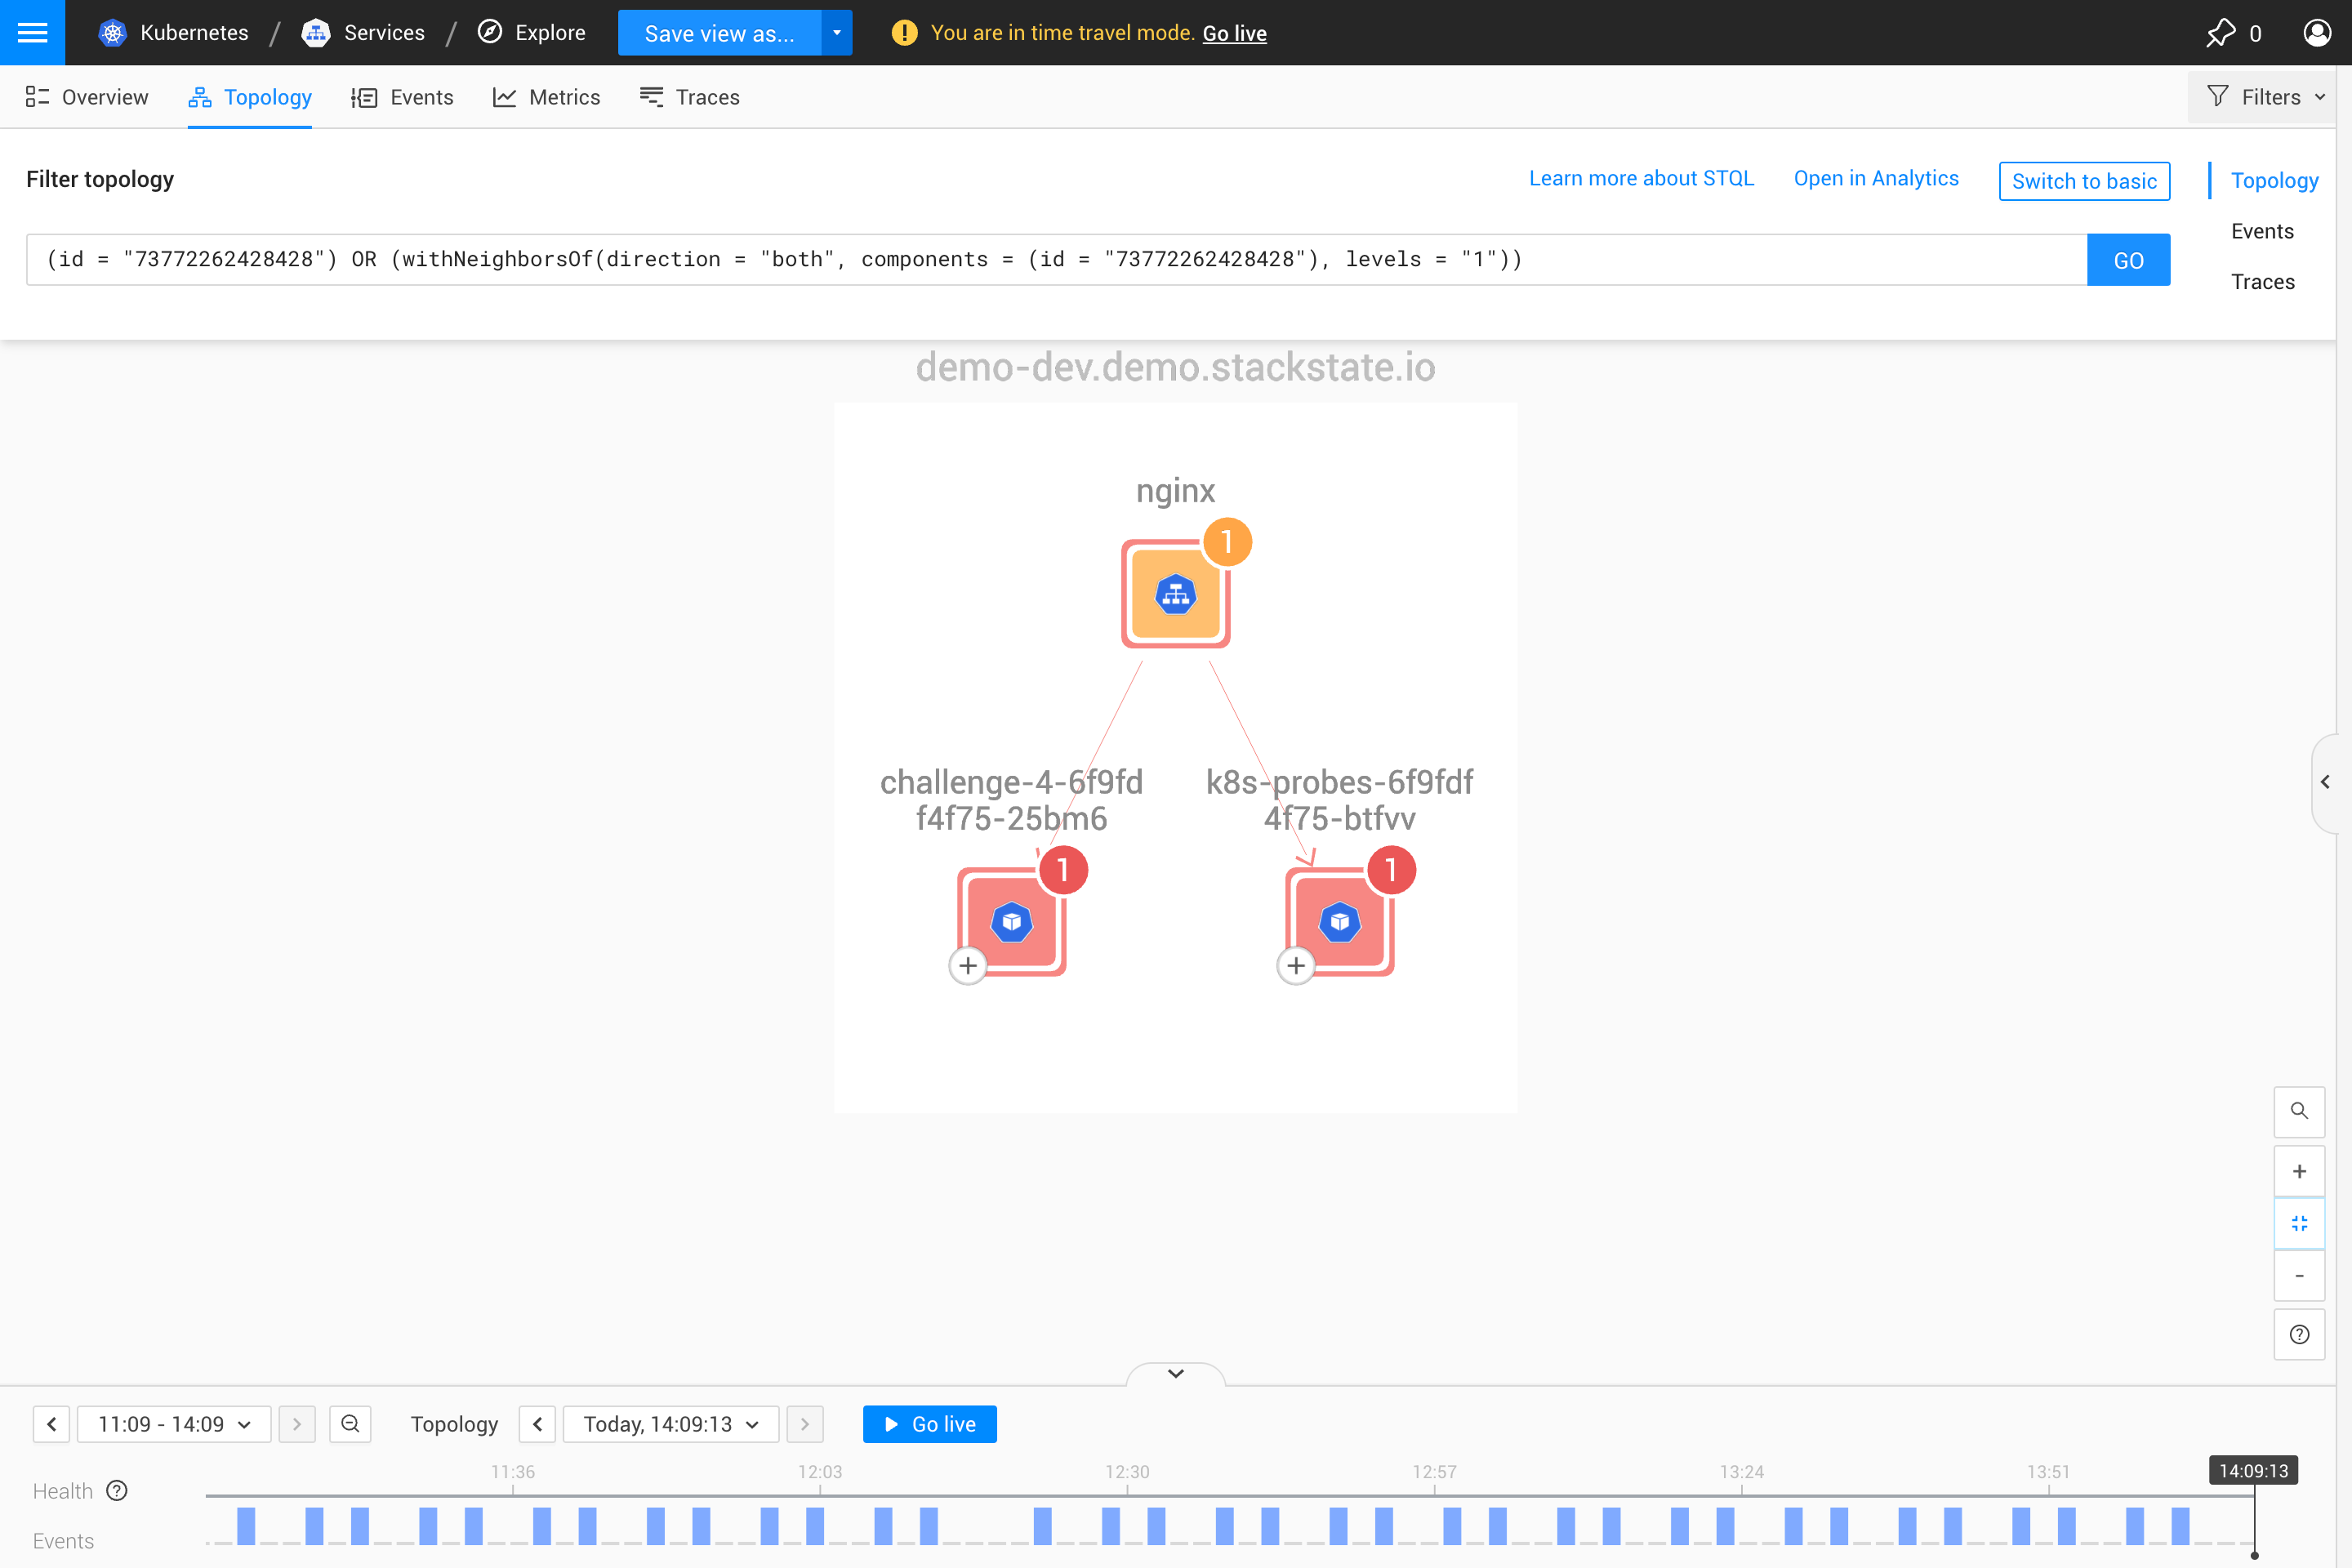 Kubernetes / Services / Explore Save view as... ! You are in time travel mode. Go live 0
Overview Topology Events Metrics Traces Filters
Filter topology Learn more about STQL Open in Analytics Switch to basic Topology
Events
(id = "73772262428428") OR (withNeighborsOf(direction = "both", components = (id = "73772262428428"), levels = "1")) GO
Traces
demo-dev.demo.stackstate.io
nginx
1
challenge-4-6f9fd
f4f75-25bm6
k8s-probes-6f9fdf
4f75-btfvv
1 1
+ +
+
-
?
11:09 - 14:09 Topology Today, 14:09:13 Go live
11:36 12:03 12:30 12:57 13:24 13:51 14:09:13
Health ?
Events